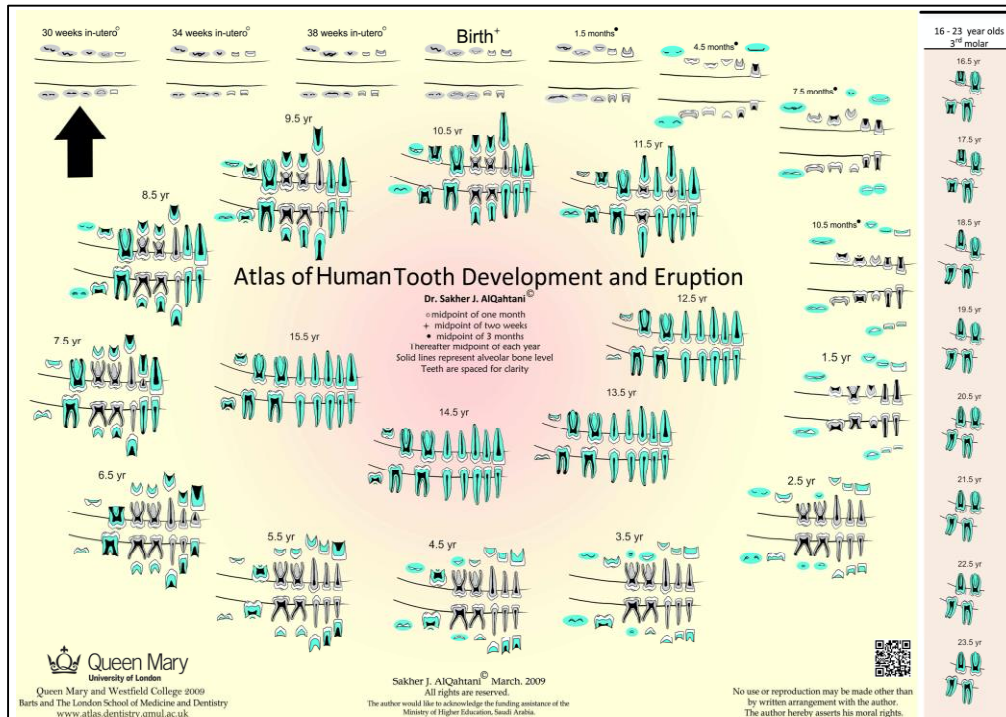 30 weeks in-utero○
34 weeks in-utero○
38 weeks in-utero○
Birth+
1.5 months●
4.5 months●
7.5 months●
16 - 23 year olds
3rd molar
16.5 yr
17.5 yr
18.5 yr
19.5 yr
20.5 yr
21.5 yr
22.5 yr
23.5 yr
8.5 yr
9.5 yr
10.5 yr
11.5 yr
10.5 months●
Atlas of Human Tooth Development and Eruption
Dr. Sakher J. AlQahtani©
○midpoint of one month
+ midpoint of two weeks
● midpoint of 3 months
Thereafter midpoint of each year
Solid lines represent alveolar bone level
Teeth are spaced for clarity
12.5 yr
7.5 yr
15.5 yr
1.5 yr
14.5 yr
13.5 yr
6.5 yr
5.5 yr
4.5 yr
3.5 yr
2.5 yr
Queen Mary
University of London
Queen Mary and Westfield College 2009
Barts and The London School of Medicine and Dentistry
www.atlas.dentistry.qmul.ac.uk
Sakher J. AlQahtani© March. 2009
All rights are reserved.
The author would like to acknowledge the funding assistance of the
Ministry of Higher Education, Saudi Arabia.
No use or reproduction may be made other than
by written arrangement with the author.
The author hereby asserts his moral rights.